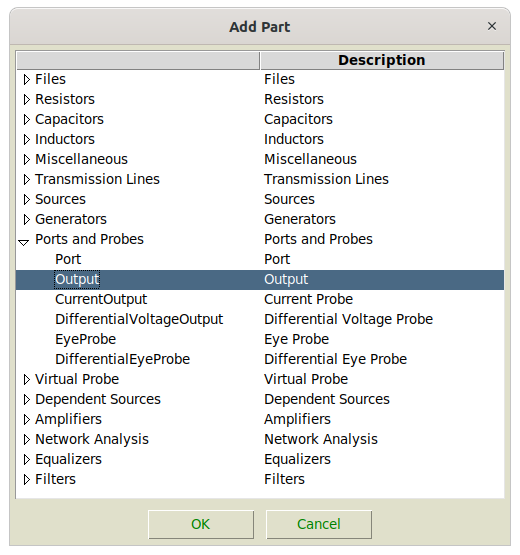 Add Part ×
Description
Files Files
Resistors Resistors
Capacitors Capacitors
Inductors Inductors
Miscellaneous Miscellaneous
Transmission Lines Transmission Lines
Sources Sources
Generators Generators
Ports and Probes Ports and Probes
Port Port
Output Output
CurrentOutput Current Probe
DifferentialVoltageOutput Differential Voltage Probe
EyeProbe Eye Probe
DifferentialEyeProbe Differential Eye Probe
Virtual Probe Virtual Probe
Dependent Sources Dependent Sources
Amplifiers Amplifiers
Network Analysis Network Analysis
Equalizers Equalizers
Filters Filters
OK Cancel